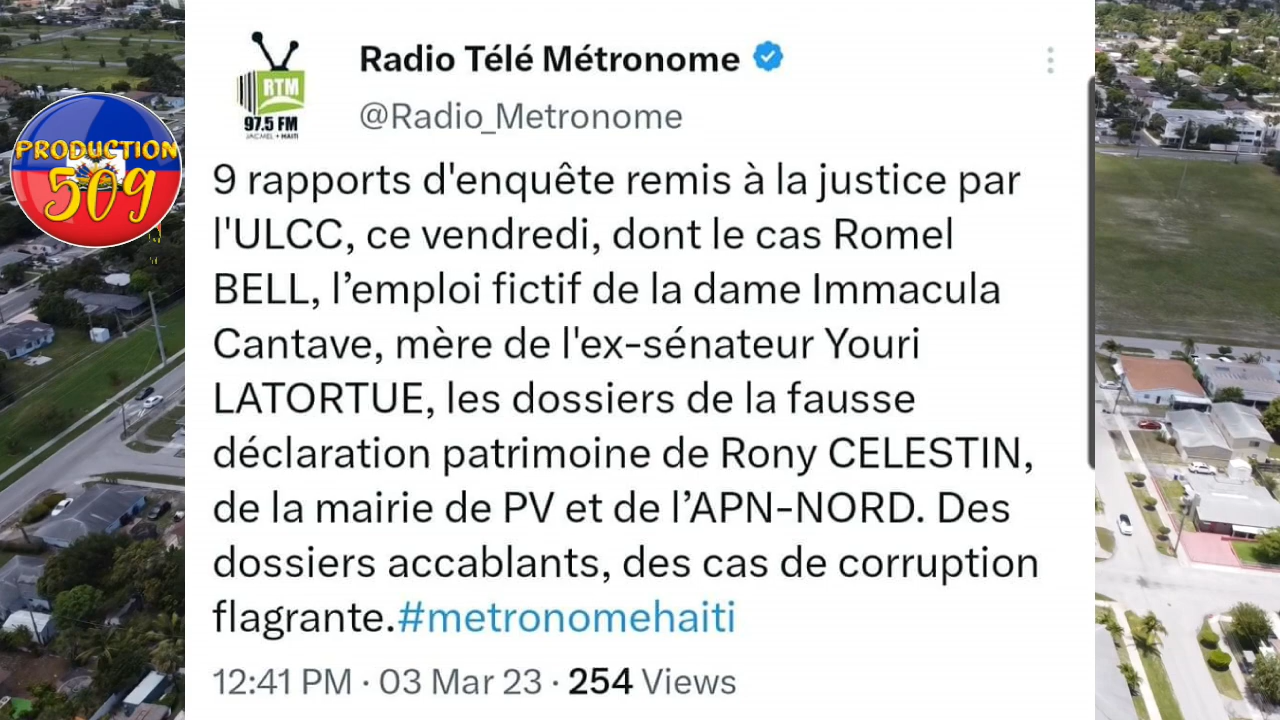 Radio Télé Métronome
@Radio_Metronome
RTM
97.5 FM
JACMEL • HAITI
PRODUCTION
509
9 rapports d'enquête remis à la justice par
l'ULCC, ce vendredi, dont le cas Romel
BELL, l’emploi fictif de la dame Immacula
Cantave, mère de l'ex-sénateur Youri
LATORTUE, les dossiers de la fausse
déclaration patrimoine de Rony CELESTIN,
de la mairie de PV et de l’APN-NORD. Des
dossiers accablants, des cas de corruption
flagrante.#metronomehaiti
12:41 PM · 03 Mar 23 · 254 Views